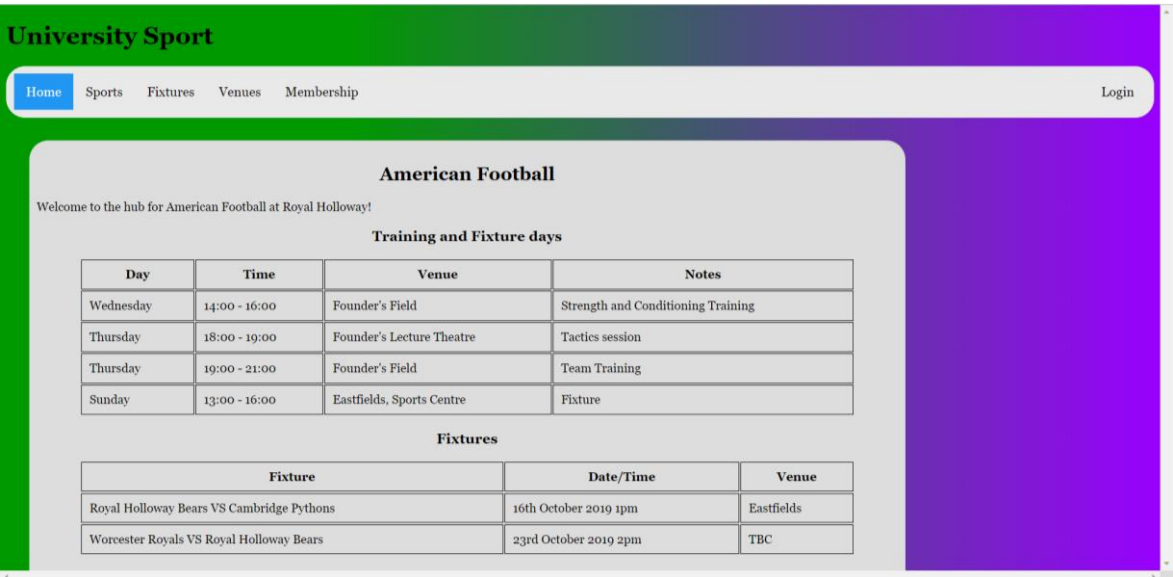 University Sport
Home Sports Fixtures Venues Membership Login
American Football
Welcome to the hub for American Football at Royal Holloway!
Training and Fixture days
Day Time Venue Notes
Wednesday 14:00 - 16:00 Founder's Field Strength and Conditioning Training
Thursday 18:00 - 19:00 Founder's Lecture Theatre Tactics session
Thursday 19:00 - 21:00 Founder's Field Team Training
Sunday 13:00 - 16:00 Eastfields, Sports Centre Fixture
Fixtures
Fixture Date/Time Venue
Royal Holloway Bears VS Cambridge Pythons 16th October 2019 1pm Eastfields
Worcester Royals VS Royal Holloway Bears 23rd October 2019 2pm TBC